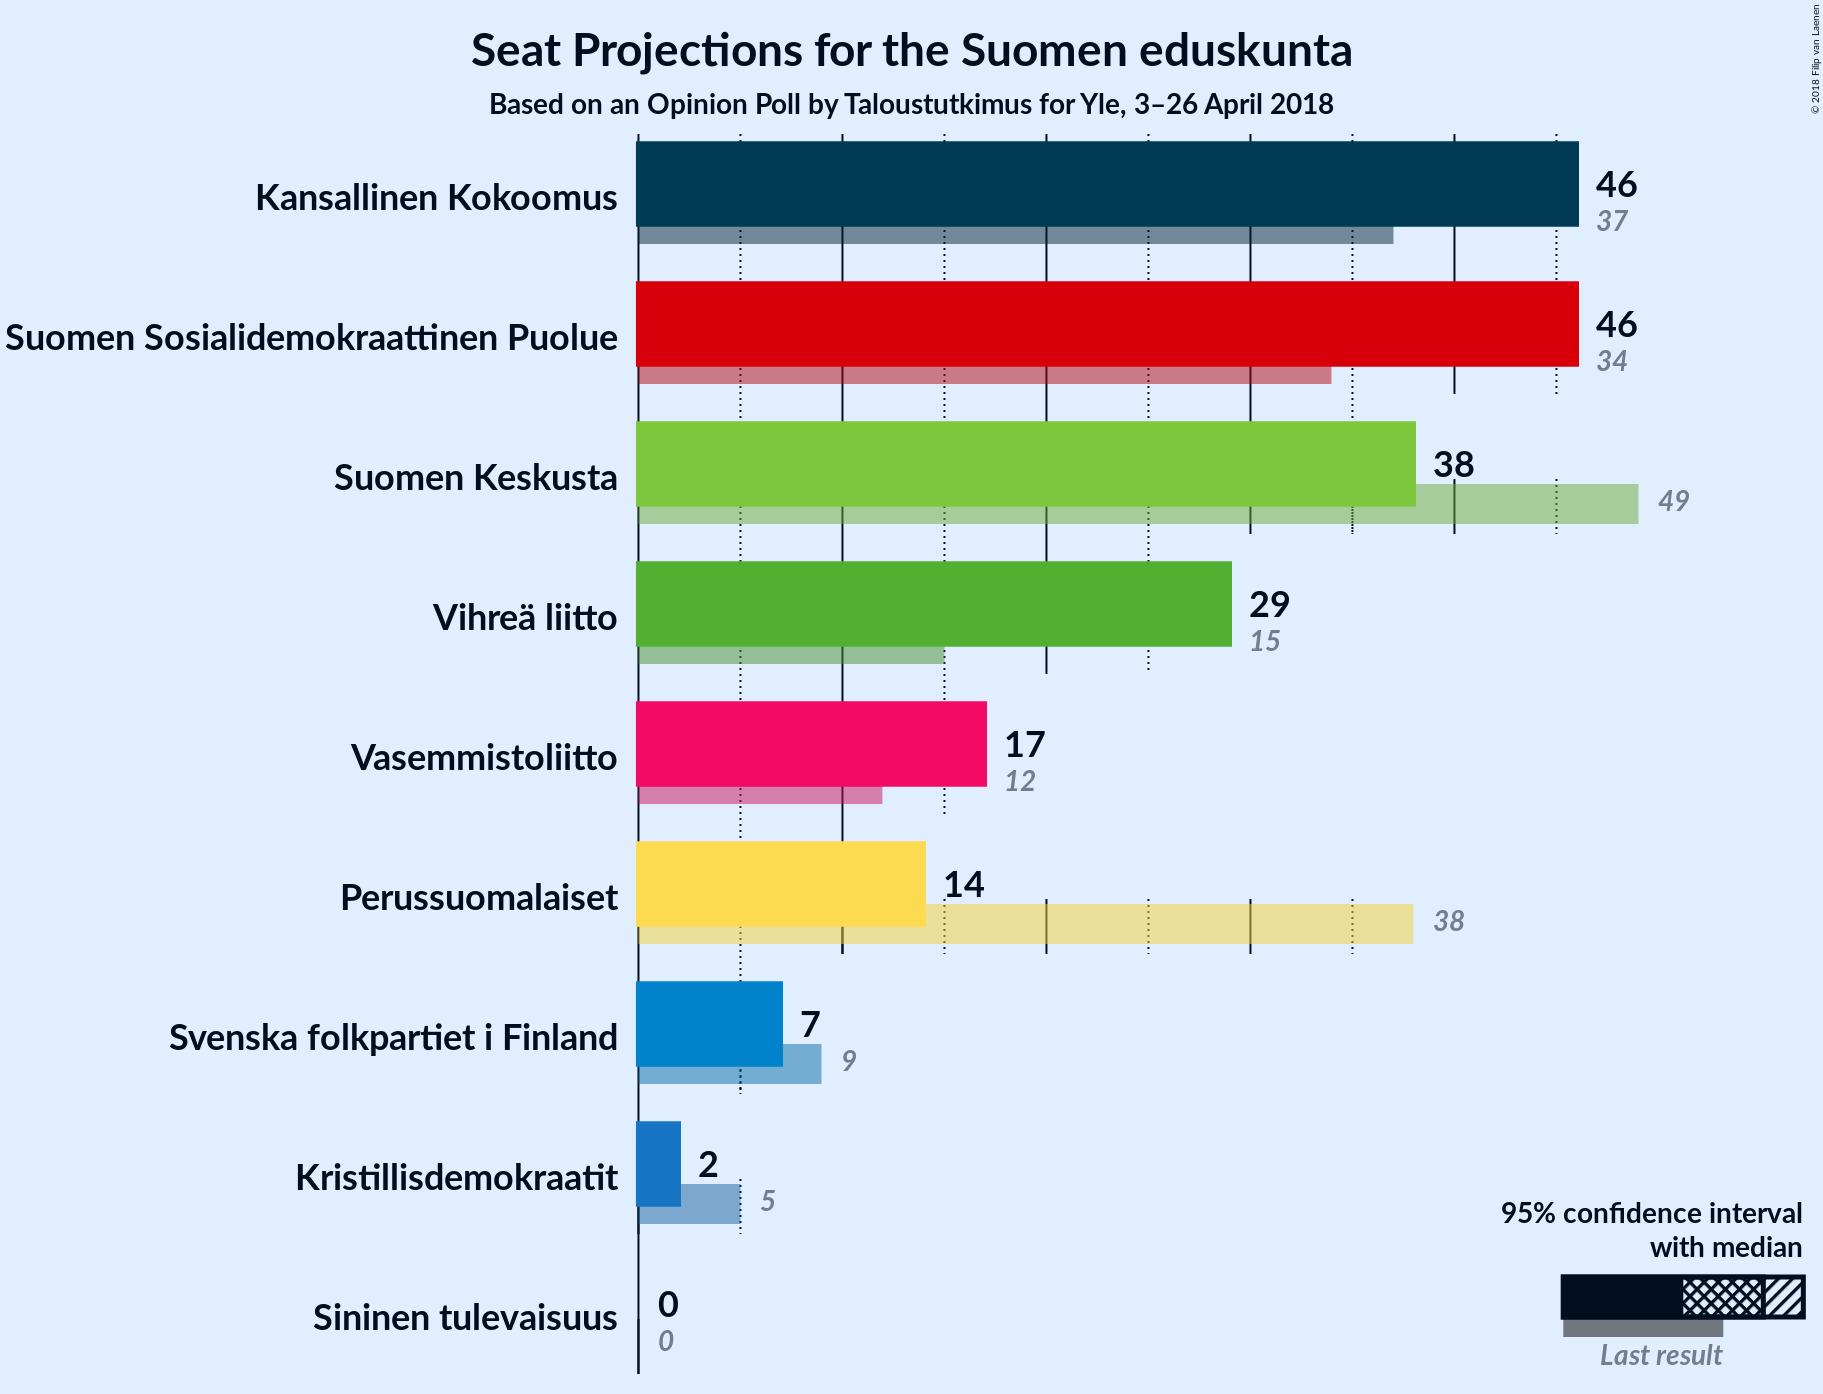 Seat Projections for the Suomen eduskunta
Based on an Opinion Poll by Taloustutkimus for Yle, 3–26 April 2018
© 2018 Filip van Laenen
Kansallinen Kokoomus
46
37
Suomen Sosialidemokraattinen Puolue
46
34
Suomen Keskusta
38
49
Vihreä liitto
29
15
Vasemmistoliitto
17
12
Perussuomalaiset
14
38
Svenska folkpartiet i Finland
7
9
Kristillisdemokraatit
2
5
Sininen tulevaisuus
0
0
95% confidence interval
with median
Last result